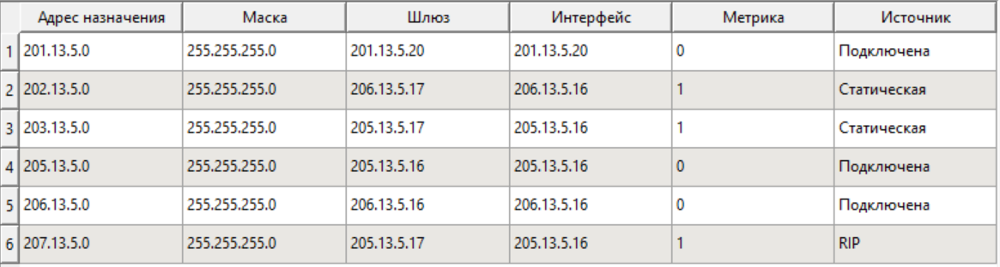 Адрес назначения Маска Шлюз Интерфейс Метрика Источник
1 201.13.5.0 255.255.255.0 201.13.5.20 201.13.5.20 0 Подключена
2 202.13.5.0 255.255.255.0 206.13.5.17 206.13.5.16 1 Статическая
3 203.13.5.0 255.255.255.0 205.13.5.17 205.13.5.16 1 Статическая
4 205.13.5.0 255.255.255.0 205.13.5.16 205.13.5.16 0 Подключена
5 206.13.5.0 255.255.255.0 206.13.5.16 206.13.5.16 0 Подключена
6 207.13.5.0 255.255.255.0 205.13.5.17 205.13.5.16 1 RIP